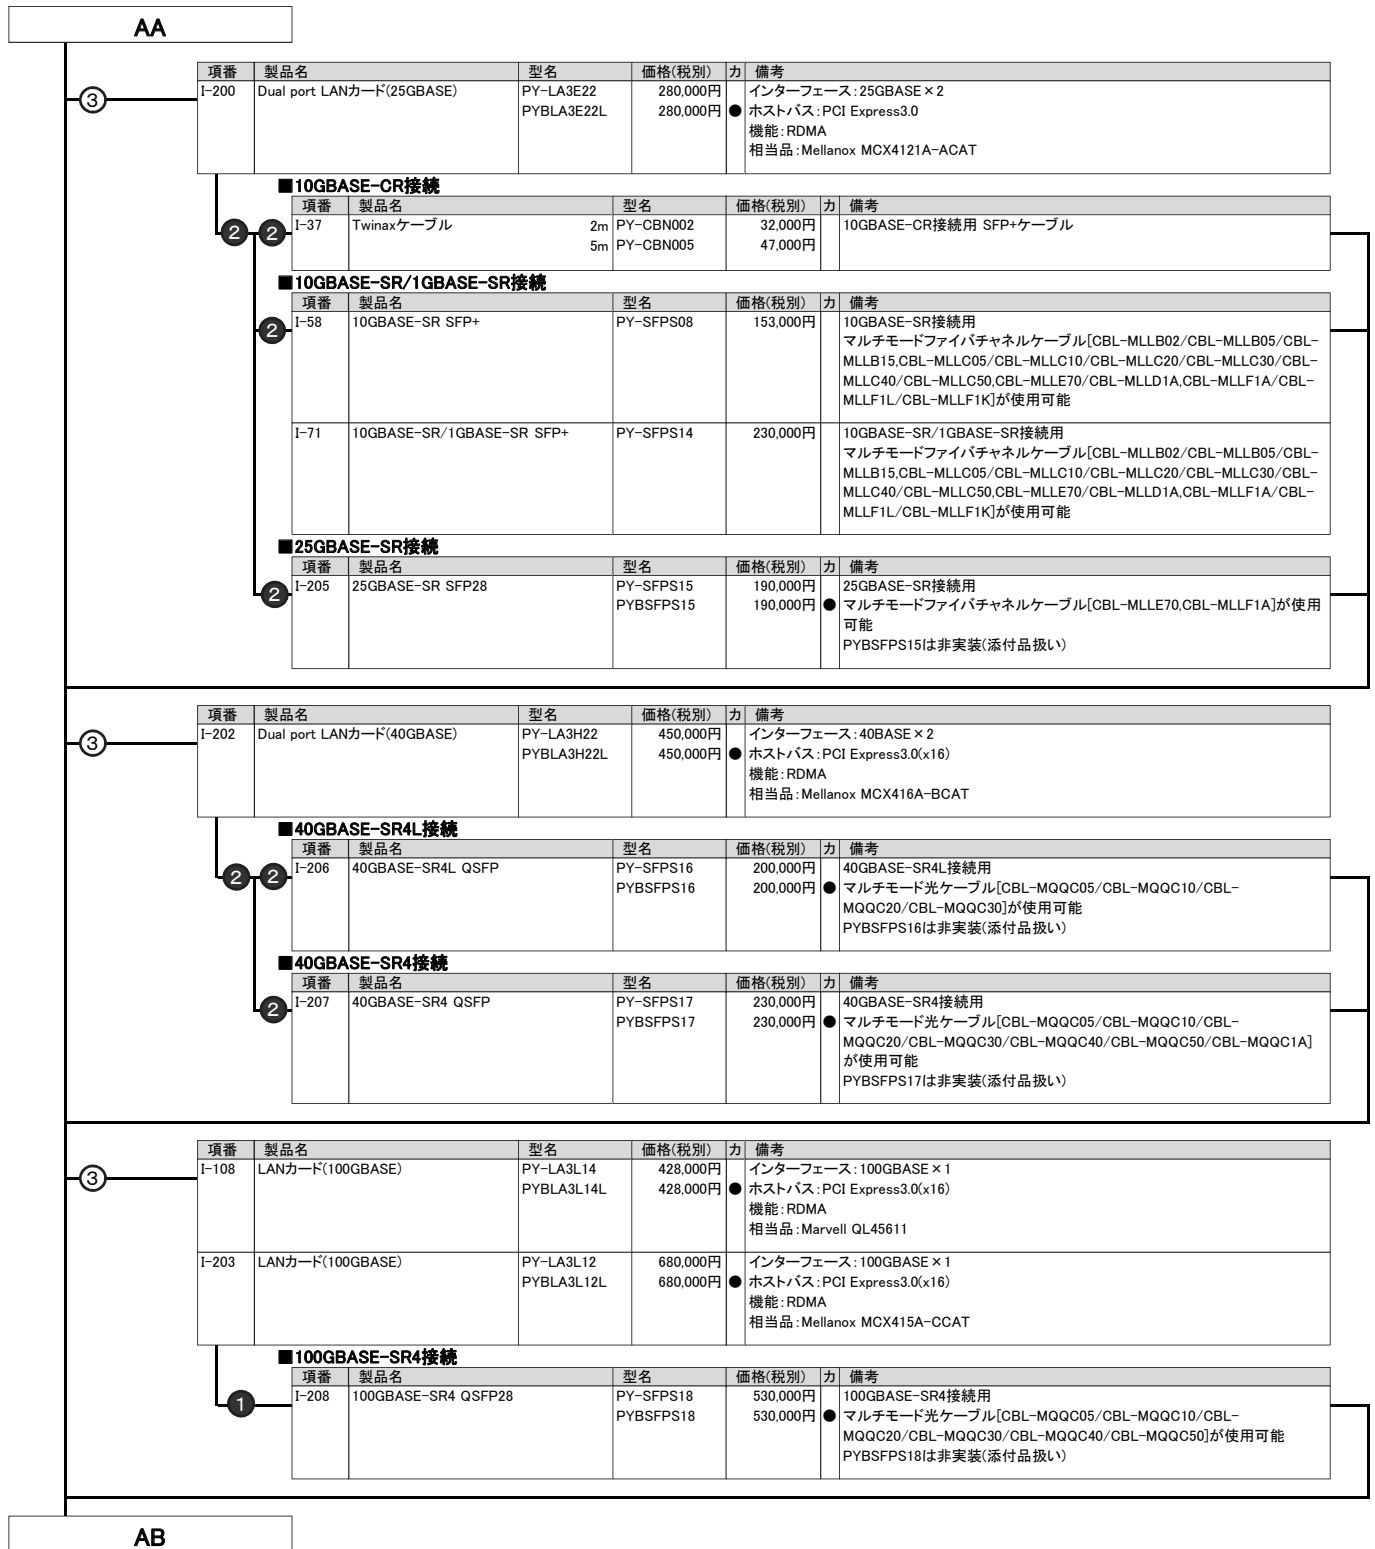 AA
項番 製品名 型名 価格(税別) カ 備考
③ I-200 Dual port LANカード(25GBASE) PY-LA3E22 280,000円 インターフェース:25GBASE×2
PYBLA3E22L 280,000円 ● ホストバス:PCI Express3.0
機能:RDMA
相当品:Mellanox MCX4121A-ACAT
■10GBASE-CR接続
項番 製品名 型名 価格(税別) カ 備考
2 2 I-37 Twinaxケーブル 2m PY-CBN002 32,000円 10GBASE-CR接続用 SFP+ケーブル
5m PY-CBN005 47,000円
■10GBASE-SR/1GBASE-SR接続
項番 製品名 型名 価格(税別) カ 備考
2 I-58 10GBASE-SR SFP+ PY-SFPS08 153,000円 10GBASE-SR接続用
マルチモードファイバチャネルケーブル[CBL-MLLB02/CBL-MLLB05/CBL-
MLLB15,CBL-MLLC05/CBL-MLLC10/CBL-MLLC20/CBL-MLLC30/CBL-
MLLC40/CBL-MLLC50,CBL-MLLE70/CBL-MLLD1A,CBL-MLLF1A/CBL-
MLLF1L/CBL-MLLF1K]が使用可能
I-71 10GBASE-SR/1GBASE-SR SFP+ PY-SFPS14 230,000円 10GBASE-SR/1GBASE-SR接続用
マルチモードファイバチャネルケーブル[CBL-MLLB02/CBL-MLLB05/CBL-
MLLB15,CBL-MLLC05/CBL-MLLC10/CBL-MLLC20/CBL-MLLC30/CBL-
MLLC40/CBL-MLLC50,CBL-MLLE70/CBL-MLLD1A,CBL-MLLF1A/CBL-
MLLF1L/CBL-MLLF1K]が使用可能
■25GBASE-SR接続
項番 製品名 型名 価格(税別) カ 備考
2 I-205 25GBASE-SR SFP28 PY-SFPS15 190,000円 25GBASE-SR接続用
PYBSFPS15 190,000円 ● マルチモードファイバチャネルケーブル[CBL-MLLE70,CBL-MLLF1A]が使用
可能
PYBSFPS15は非実装(添付品扱い)
項番 製品名 型名 価格(税別) カ 備考
③ I-202 Dual port LANカード(40GBASE) PY-LA3H22 450,000円 インターフェース:40BASE×2
PYBLA3H22L 450,000円 ● ホストバス:PCI Express3.0(x16)
機能:RDMA
相当品:Mellanox MCX416A-BCAT
■40GBASE-SR4L接続
項番 製品名 型名 価格(税別) カ 備考
2 2 I-206 40GBASE-SR4L QSFP PY-SFPS16 200,000円 40GBASE-SR4L接続用
PYBSFPS16 200,000円 ● マルチモード光ケーブル[CBL-MQQC05/CBL-MQQC10/CBL-
MQQC20/CBL-MQQC30]が使用可能
PYBSFPS16は非実装(添付品扱い)
■40GBASE-SR4接続
項番 製品名 型名 価格(税別) カ 備考
2 I-207 40GBASE-SR4 QSFP PY-SFPS17 230,000円 40GBASE-SR4接続用
PYBSFPS17 230,000円 ● マルチモード光ケーブル[CBL-MQQC05/CBL-MQQC10/CBL-
MQQC20/CBL-MQQC30/CBL-MQQC40/CBL-MQQC50/CBL-MQQC1A]
が使用可能
PYBSFPS17は非実装(添付品扱い)
項番 製品名 型名 価格(税別) カ 備考
③ I-108 LANカード(100GBASE) PY-LA3L14 428,000円 インターフェース:100GBASE×1
PYBLA3L14L 428,000円 ● ホストバス:PCI Express3.0(x16)
機能:RDMA
相当品:Marvell QL45611
I-203 LANカード(100GBASE) PY-LA3L12 680,000円 インターフェース:100GBASE×1
PYBLA3L12L 680,000円 ● ホストバス:PCI Express3.0(x16)
機能:RDMA
相当品:Mellanox MCX415A-CCAT
■100GBASE-SR4接続
項番 製品名 型名 価格(税別) カ 備考
1 I-208 100GBASE-SR4 QSFP28 PY-SFPS18 530,000円 100GBASE-SR4接続用
PYBSFPS18 530,000円 ● マルチモード光ケーブル[CBL-MQQC05/CBL-MQQC10/CBL-
MQQC20/CBL-MQQC30/CBL-MQQC40/CBL-MQQC50]が使用可能
PYBSFPS18は非実装(添付品扱い)
AB